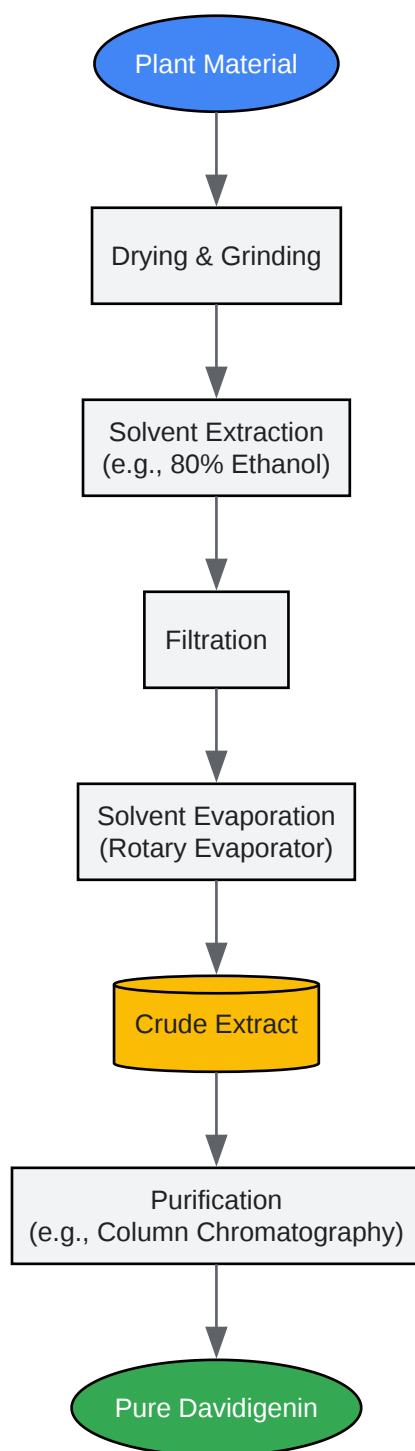 Plant Material
Drying & Grinding
Solvent Extraction
(e.g., 80% Ethanol)
Filtration
Solvent Evaporation
(Rotary Evaporator)
Crude Extract
Purification
(e.g., Column Chromatography)
Pure Davidigenin